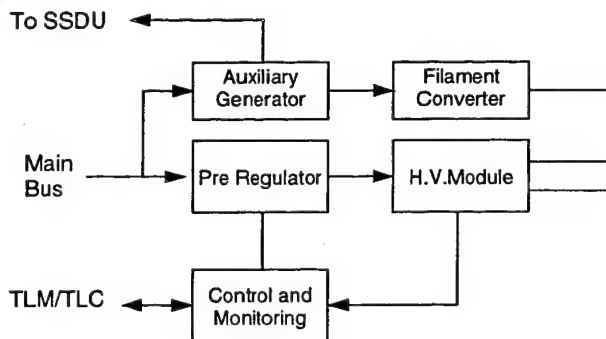 To SSDU
Auxiliary
Generator
Filament
Converter
Main
Bus
Pre Regulator
H.V.Module
TLM/TLC
Control and
Monitoring